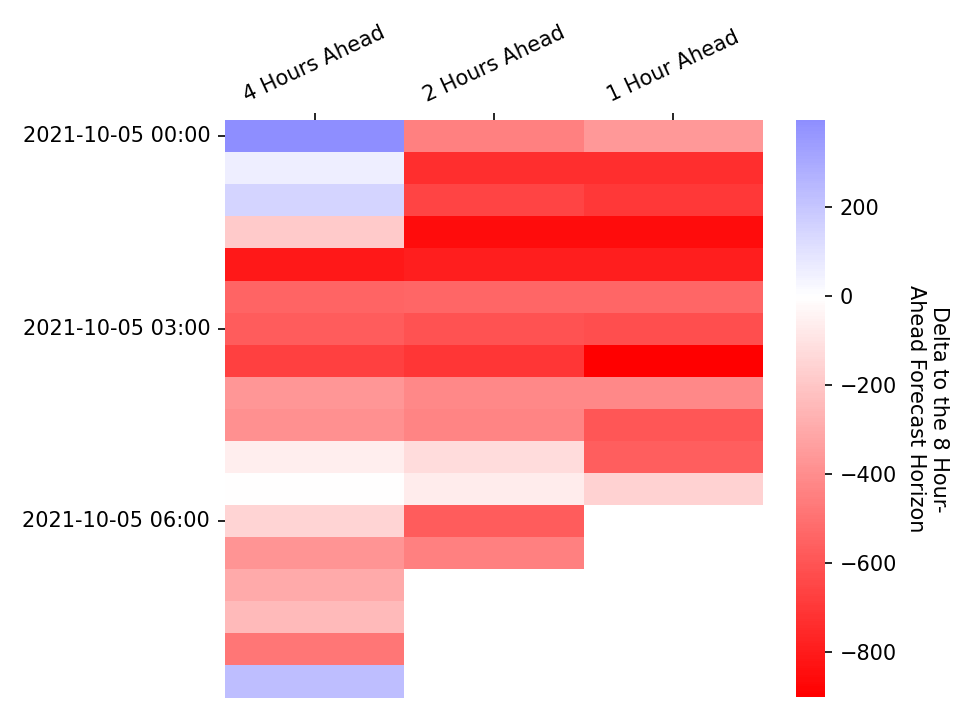 4 Hours Ahead
2 Hours Ahead
1 Hour Ahead
2021-10-05 00:00
2021-10-05 03:00
2021-10-05 06:00
200
0
−200
−400
−600
−800
Delta to the 8 Hour-
Ahead Forecast Horizon